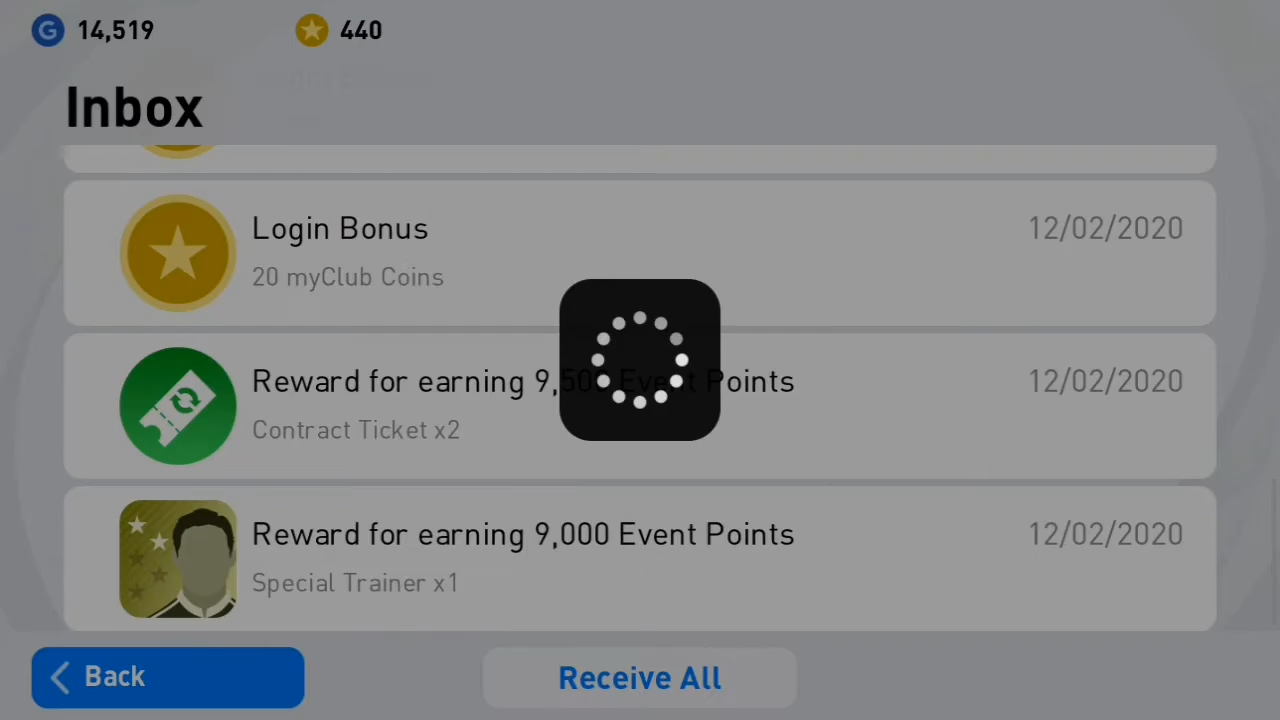 G 14,519 440
Inbox
Login Bonus 12/02/2020
20 myClub Coins
Reward for earning 9,500 Event Points 12/02/2020
Contract Ticket x2
Reward for earning 9,000 Event Points 12/02/2020
Special Trainer x1
Back Receive All